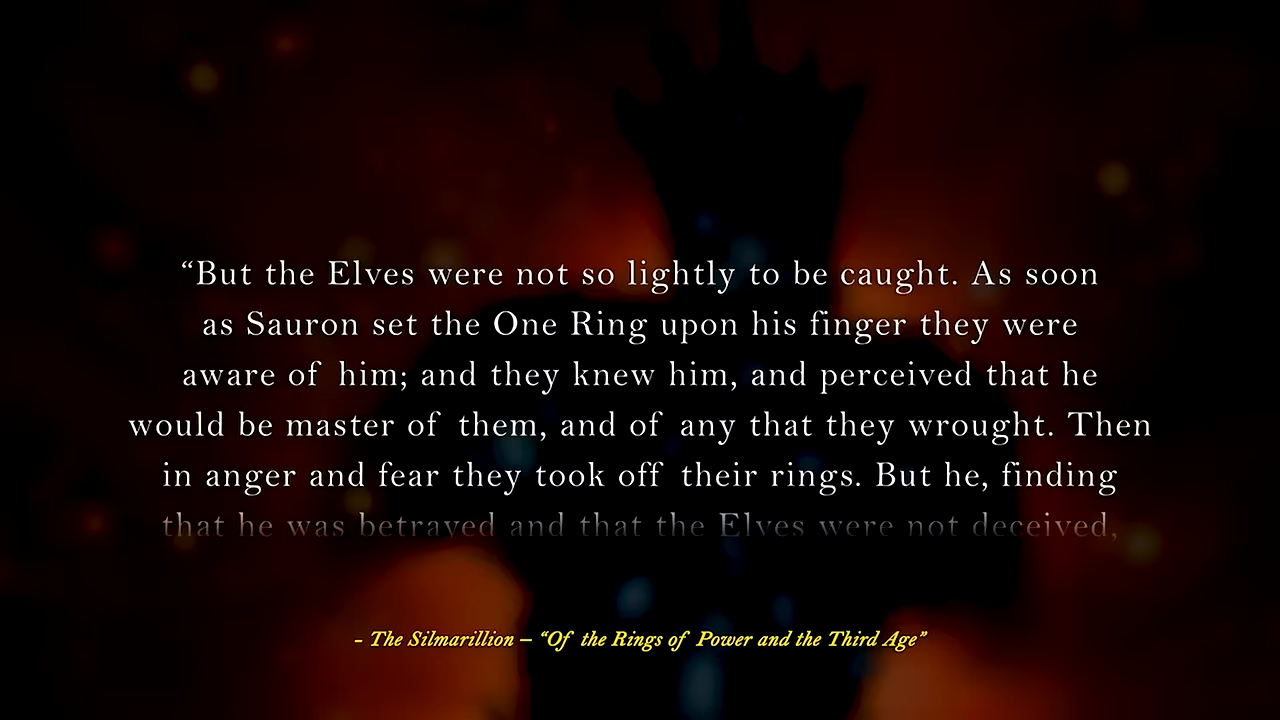 “But the Elves were not so lightly to be caught. As soon
as Sauron set the One Ring upon his finger they were
aware of him; and they knew him, and perceived that he
would be master of them, and of any that they wrought. Then
in anger and fear they took off their rings. But he, finding
that he was betrayed and that the Elves were not deceived,
- The Silmarillion – “Of the Rings of Power and the Third Age”